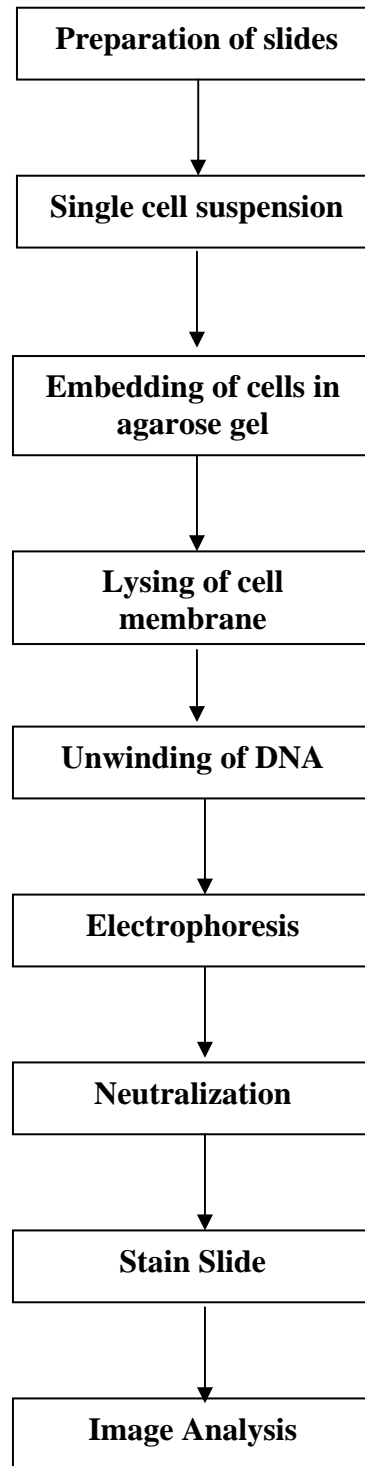 Preparation of slides
Single cell suspension
Embedding of cells in
agarose gel
Lysing of cell
membrane
Unwinding of DNA
Electrophoresis
Neutralization
Stain Slide
Image Analysis